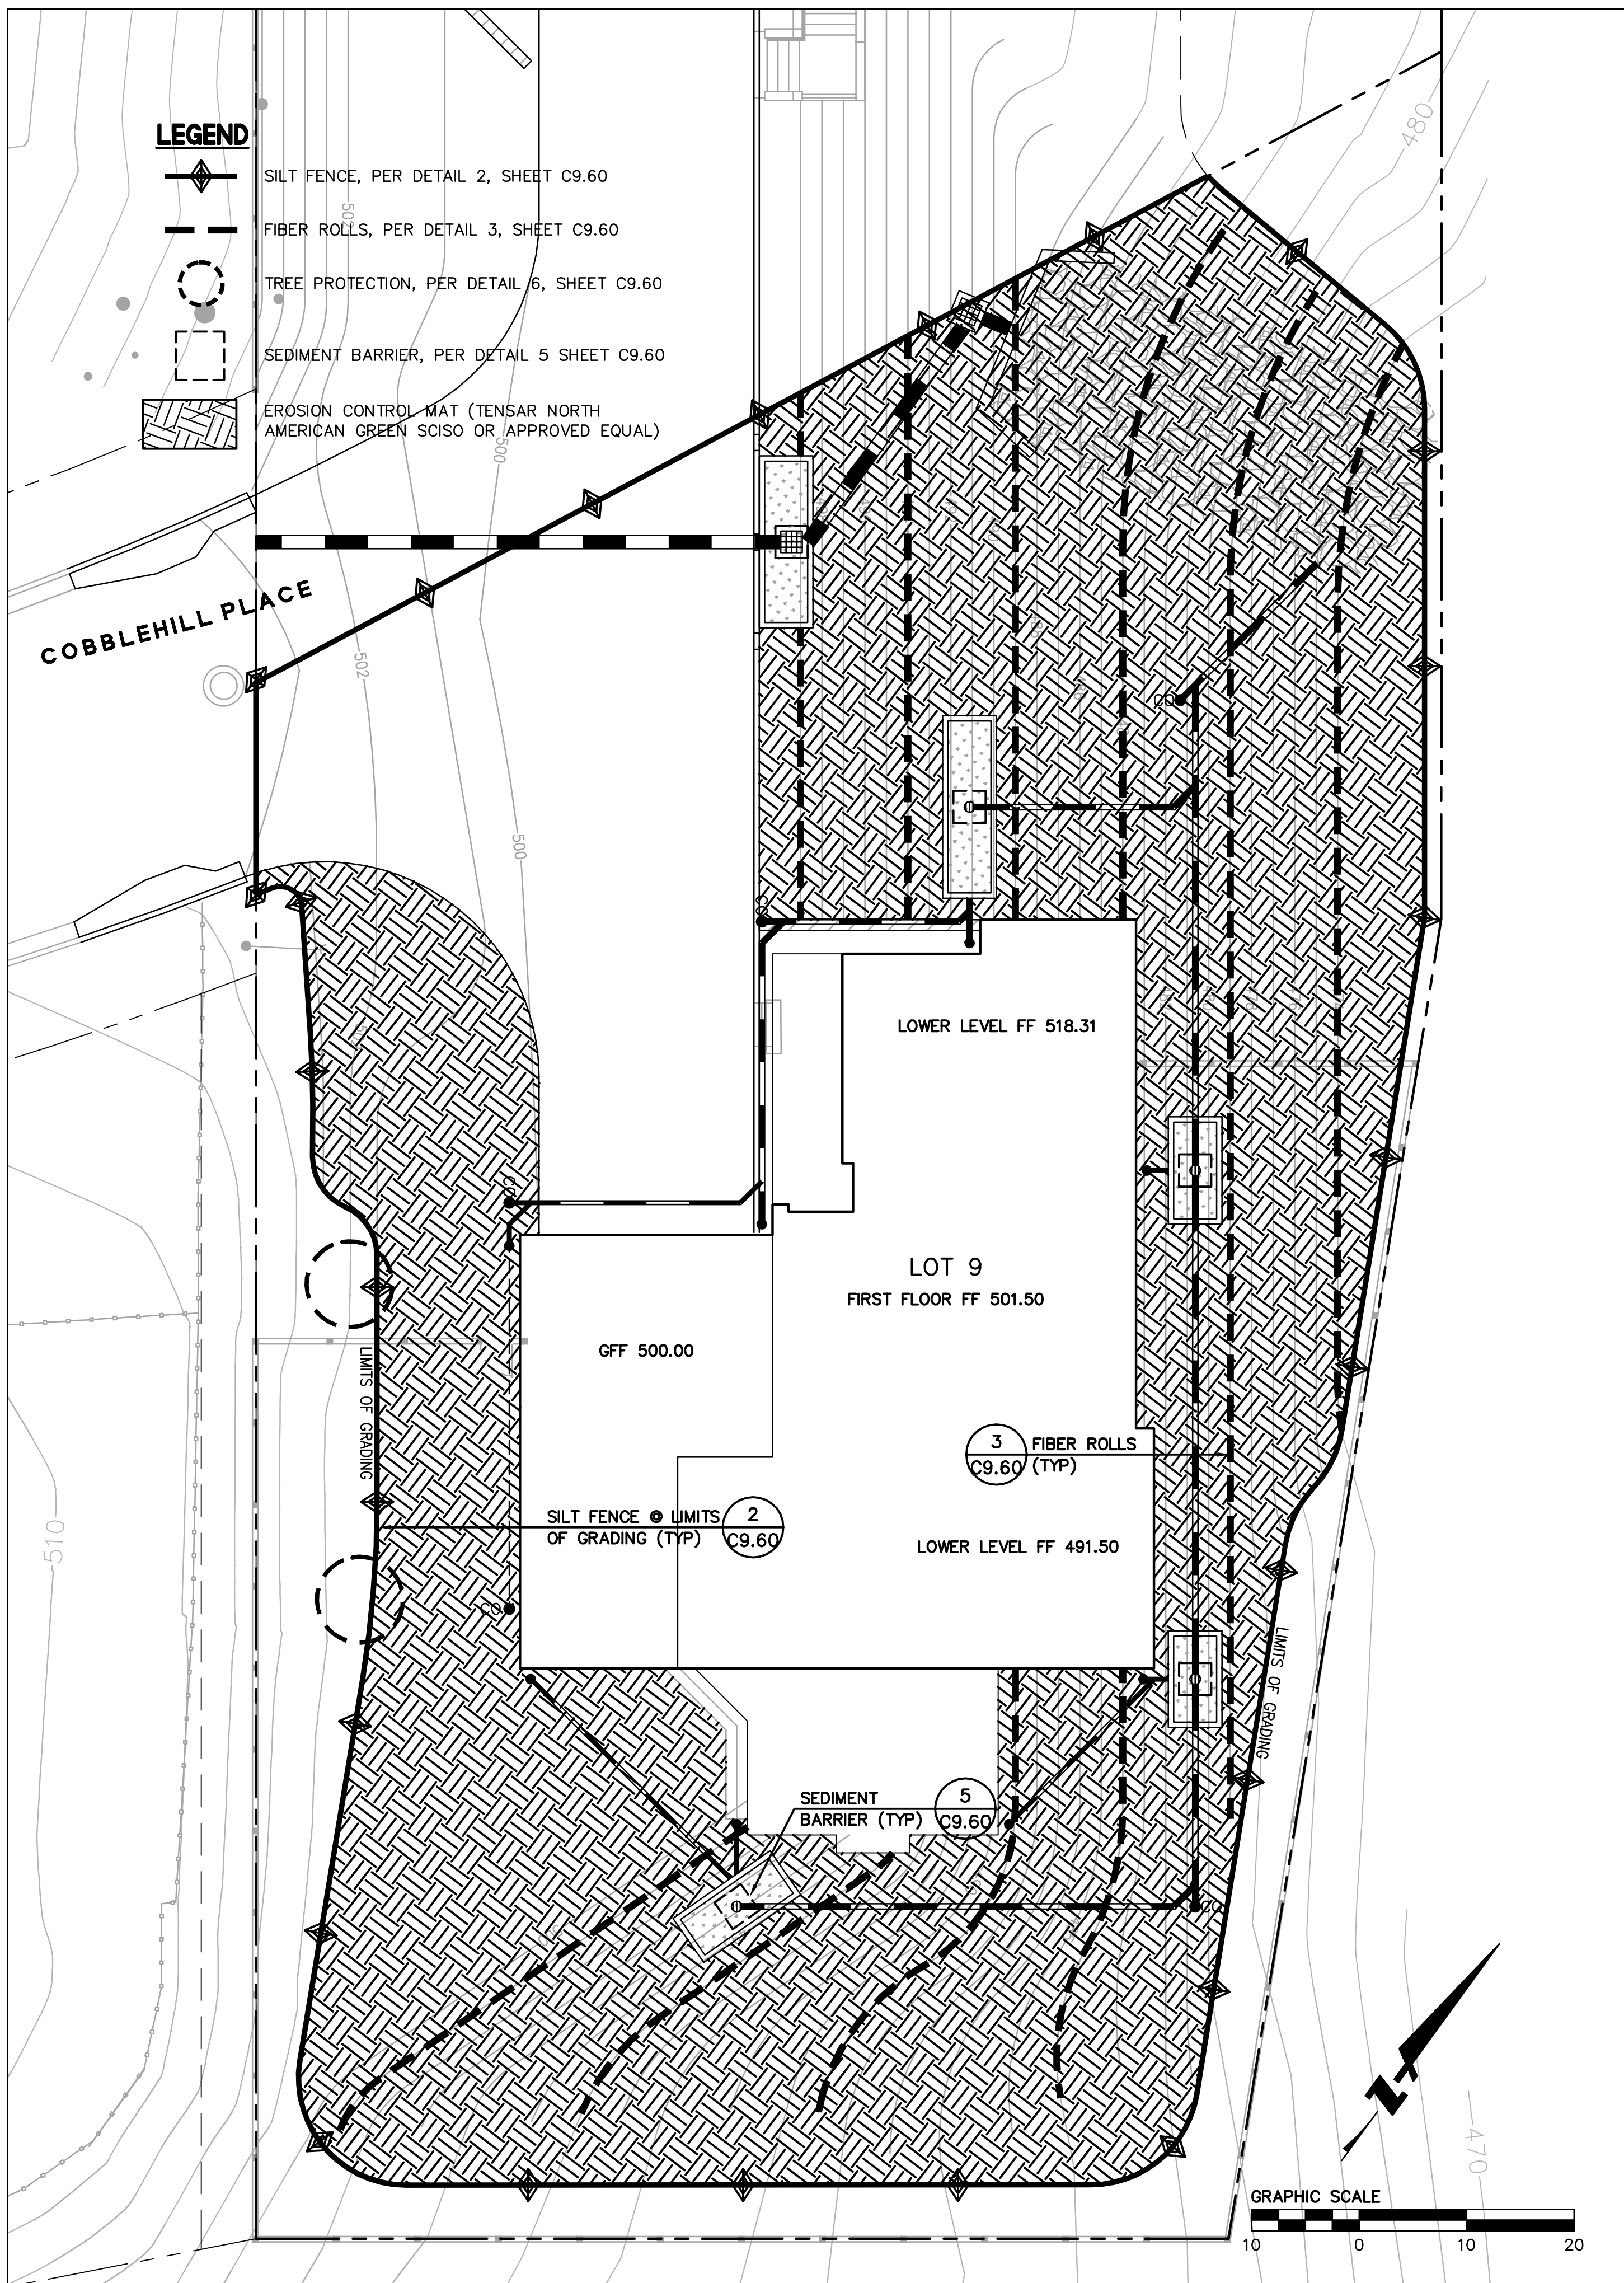 LEGEND
SILT FENCE, PER DETAIL 2, SHEET C9.60
FIBER ROLLS, PER DETAIL 3, SHEET C9.60
TREE PROTECTION, PER DETAIL 6, SHEET C9.60
SEDIMENT BARRIER, PER DETAIL 5 SHEET C9.60
EROSION CONTROL MAT (TENSAR NORTH
AMERICAN GREEN SCISO OR APPROVED EQUAL)
480
502
500
COBBLEHILL PLACE
502
500
CO
CO
CO
LOWER LEVEL FF 518.31
LOT 9
FIRST FLOOR FF 501.50
GFF 500.00
LIMITS OF GRADING
3
C9.60
FIBER ROLLS
(TYP)
SILT FENCE @ LIMITS
OF GRADING (TYP)
2
C9.60
LOWER LEVEL FF 491.50
510
CO
LIMITS OF GRADING
SEDIMENT
BARRIER (TYP)
5
C9.60
CO
N
470
GRAPHIC SCALE
10 0 10 20